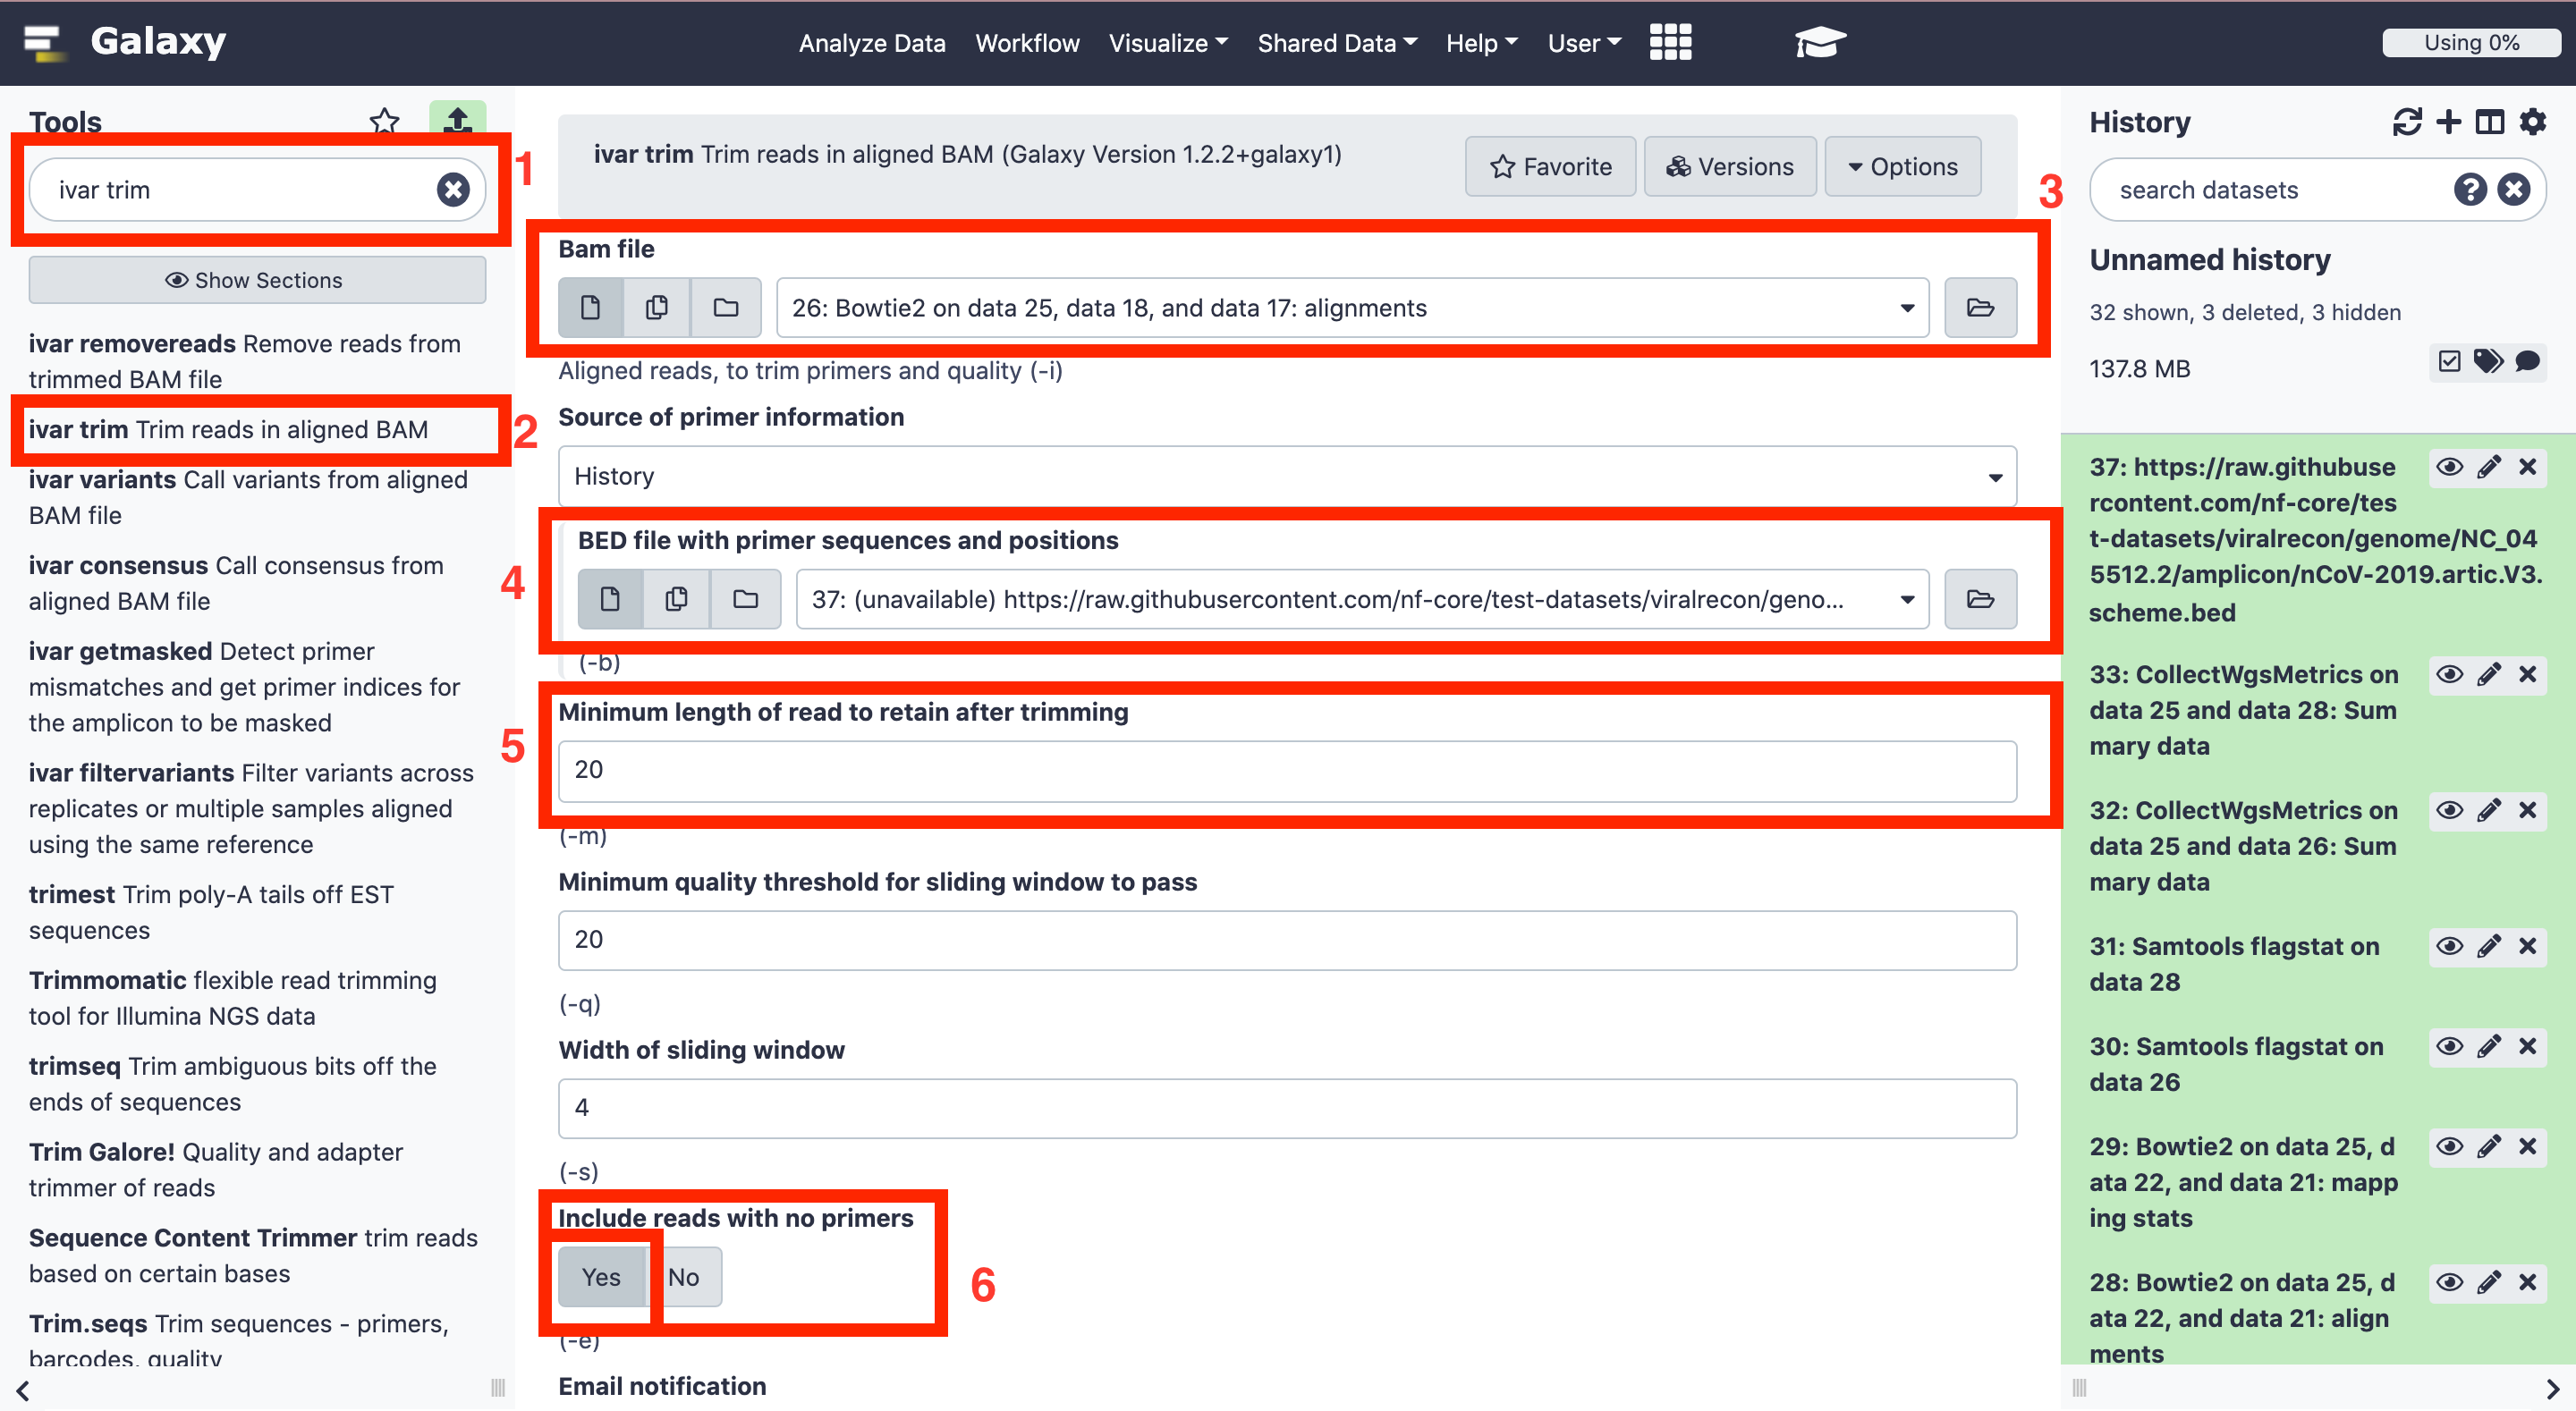 Galaxy
Analyze Data Workflow Visualize Shared Data Help User
Using 0%
Tools
1
ivar trim
Show Sections
ivar removereads Remove reads from
trimmed BAM file
2
ivar trim Trim reads in aligned BAM
ivar variants Call variants from aligned
BAM file
ivar consensus Call consensus from
aligned BAM file
ivar getmasked Detect primer
mismatches and get primer indices for
the amplicon to be masked
ivar filtervariants Filter variants across
replicates or multiple samples aligned
using the same reference
trimest Trim poly-A tails off EST
sequences
Trimmomatic flexible read trimming
tool for Illumina NGS data
trimseq Trim ambiguous bits off the
ends of sequences
Trim Galore! Quality and adapter
trimmer of reads
Sequence Content Trimmer trim reads
based on certain bases
Trim.seqs Trim sequences - primers,
barcodes, quality
ivar trim Trim reads in aligned BAM (Galaxy Version 1.2.2+galaxy1)
Favorite Versions Options
3
Bam file
26: Bowtie2 on data 25, data 18, and data 17: alignments
Aligned reads, to trim primers and quality (-i)
Source of primer information
History
4
BED file with primer sequences and positions
37: (unavailable) https://raw.githubusercontent.com/nf-core/test-datasets/viralrecon/geno...
(-b)
5
Minimum length of read to retain after trimming
20
(-m)
Minimum quality threshold for sliding window to pass
20
(-q)
Width of sliding window
4
(-s)
Include reads with no primers
Yes No
6
(-e)
Email notification
History
search datasets
Unnamed history
32 shown, 3 deleted, 3 hidden
137.8 MB
37: https://raw.githubuse
rcontent.com/nf-core/tes
t-datasets/viralrecon/genome/NC_04
5512.2/amplicon/nCoV-2019.artic.V3.
scheme.bed
33: CollectWgsMetrics on
data 25 and data 28: Sum
mary data
32: CollectWgsMetrics on
data 25 and data 26: Sum
mary data
31: Samtools flagstat on
data 28
30: Samtools flagstat on
data 26
29: Bowtie2 on data 25, d
ata 22, and data 21: mapp
ing stats
28: Bowtie2 on data 25, d
ata 22, and data 21: align
ments